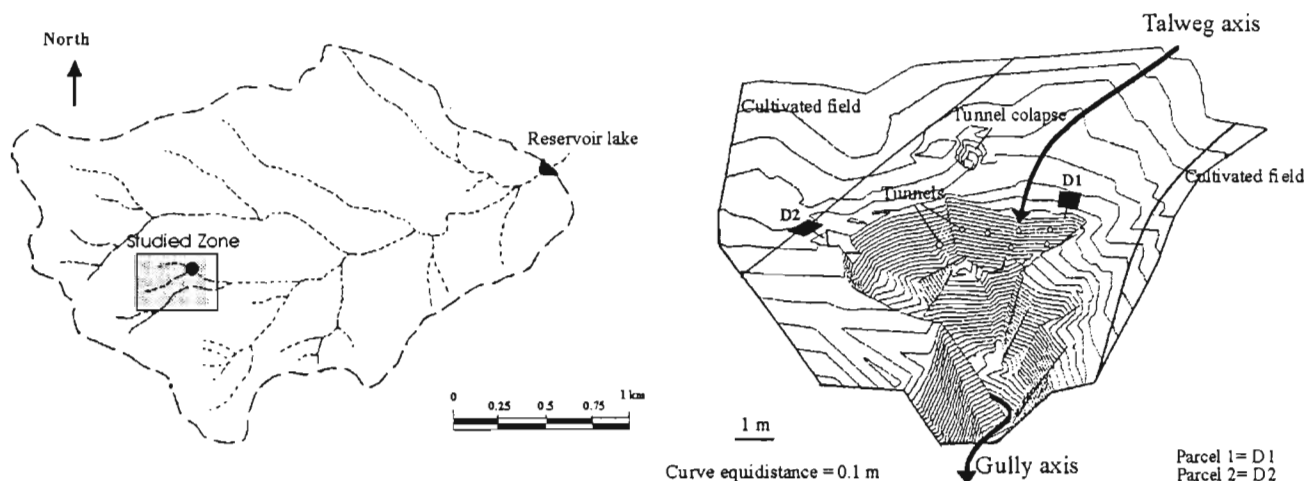 North
Reservoir lake
Studied Zone
0 0.25 0.5 0.75 1 km
Talweg axis
Cultivated field
Tunnel colapse
Cultivated field
D1
Tunnels
D2
1 m
Curve equidistance = 0.1 m
Gully axis
Parcel 1= D1
Parcel 2= D2